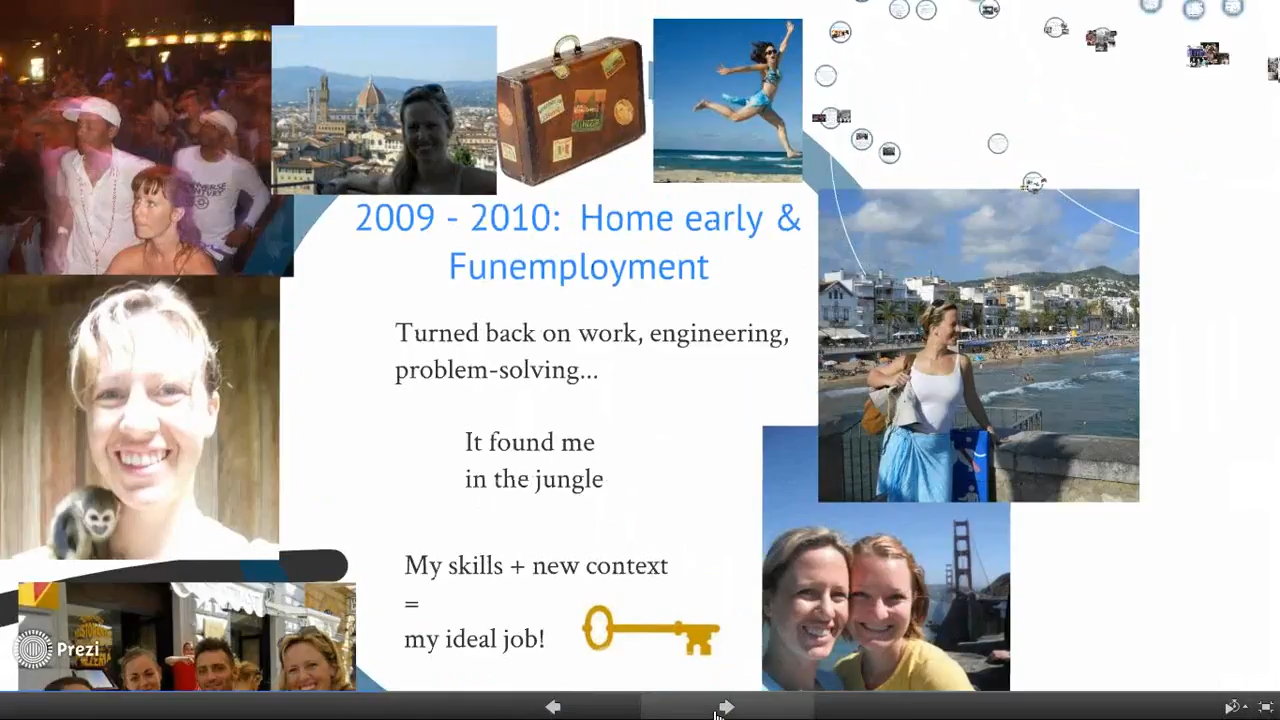 2009 - 2010:  Home early &
Funemployment
Turned back on work, engineering,
problem-solving...
It found me
in the jungle
My skills + new context
=
my ideal job!
Prezi